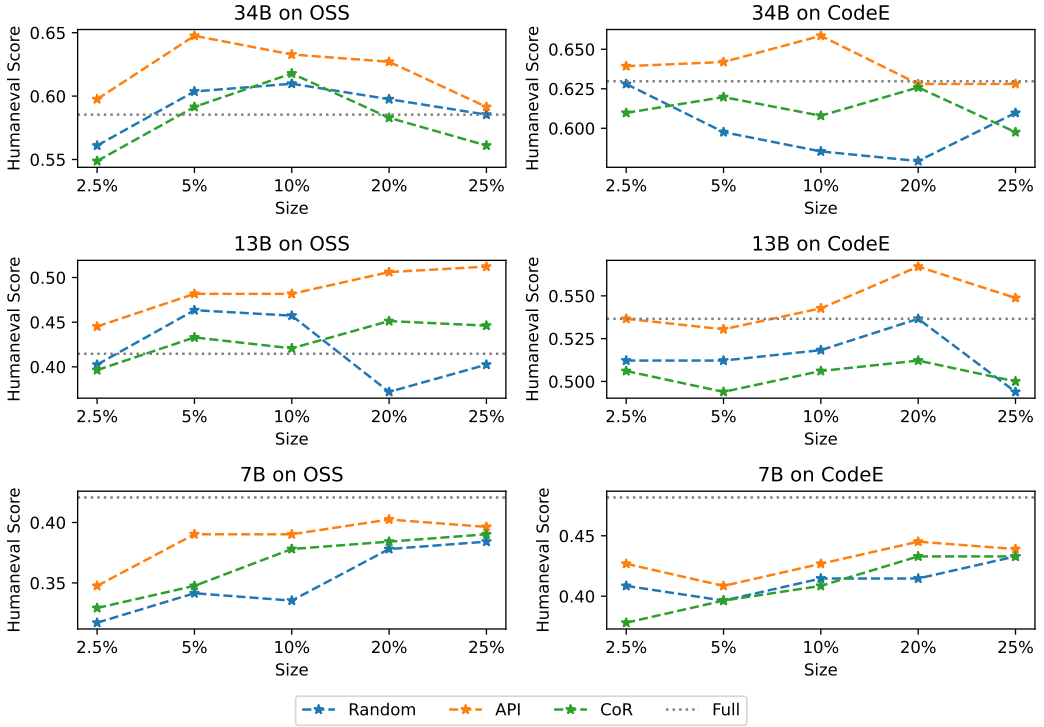 34B on OSS
Humaneval Score
0.65
0.60
0.55
2.5% 5% 10% 20% 25%
Size
34B on CodeE
Humaneval Score
0.650
0.625
0.600
2.5% 5% 10% 20% 25%
Size
13B on OSS
Humaneval Score
0.50
0.45
0.40
2.5% 5% 10% 20% 25%
Size
13B on CodeE
Humaneval Score
0.550
0.525
0.500
2.5% 5% 10% 20% 25%
Size
7B on OSS
Humaneval Score
0.40
0.35
2.5% 5% 10% 20% 25%
Size
7B on CodeE
Humaneval Score
0.45
0.40
2.5% 5% 10% 20% 25%
Size
Random API CoR Full